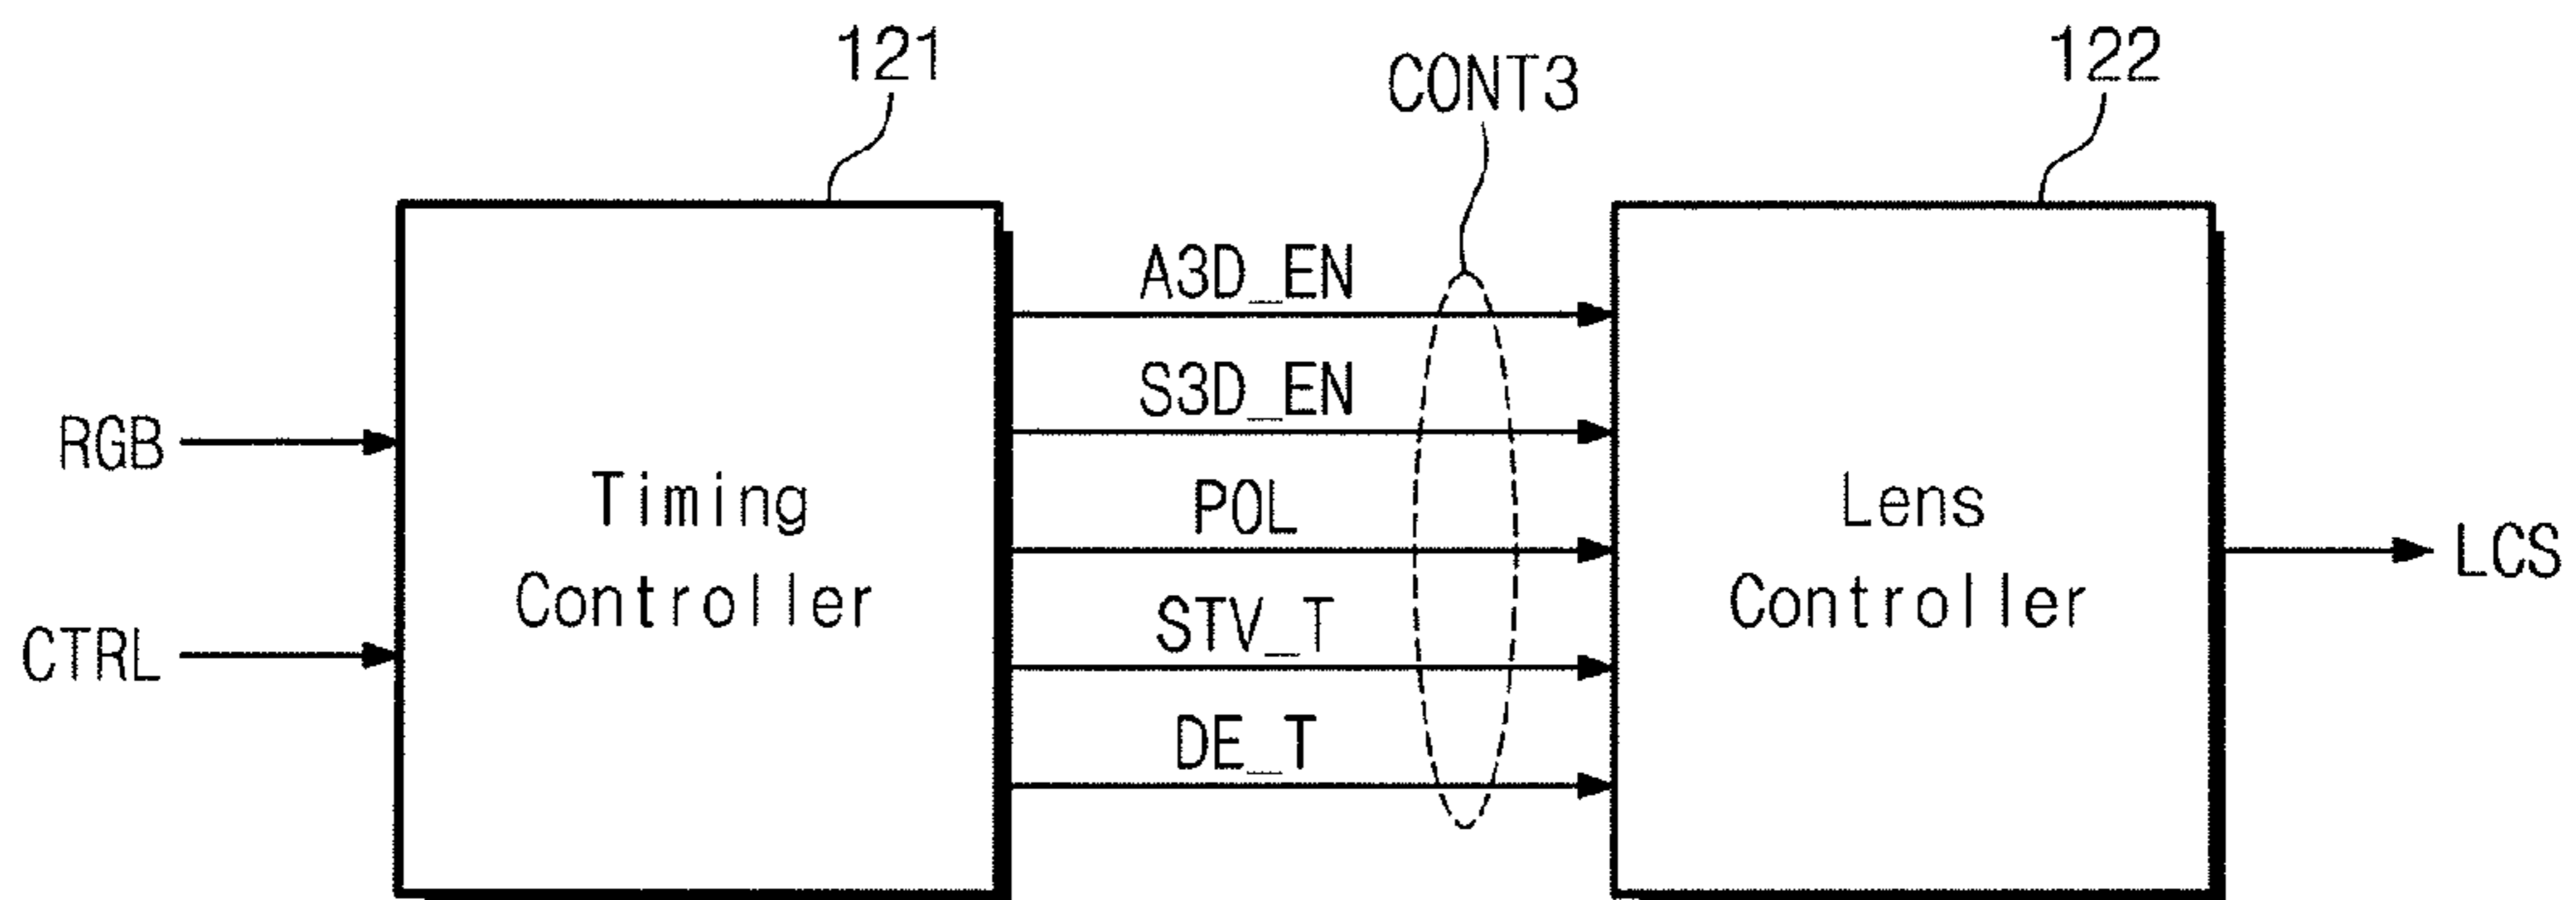 121
CONT3
122
A3D_EN
S3D_EN
RGB
POL
Timing
Controller
Lens
Controller
LCS
STV_T
CTRL
DE_T